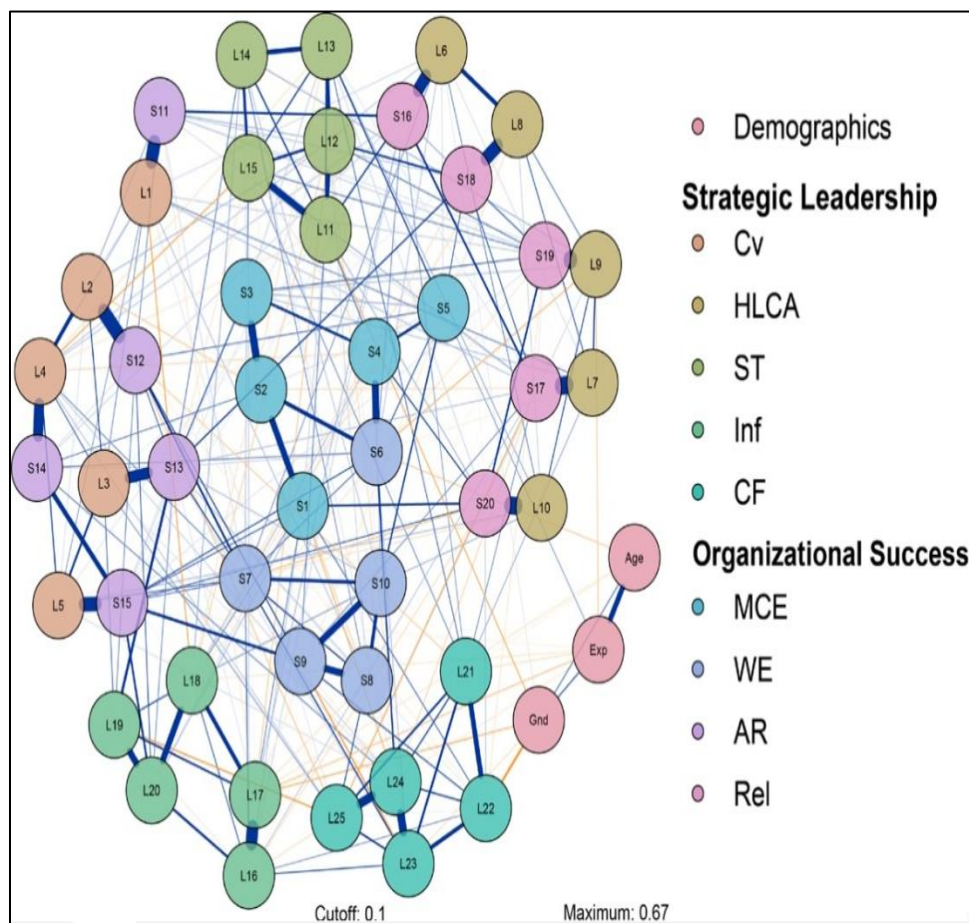 L14
L13
L6
S11
S16
L8
L12
L15
S18
L1
L11
S19
L9
L2
S3
S5
S12
S4
L4
S2
S17
L7
S6
S14
L3
S13
S1
S20
L10
Age
S7
S10
L5
S15
Exp
S9
L21
L18
S8
Gnd
L19
L24
L20
L17
L22
L25
L23
L16
Cutoff: 0.1
Maximum: 0.67
Demographics
Strategic Leadership
Cv
HLCA
ST
Inf
CF
Organizational Success
MCE
WE
AR
Rel